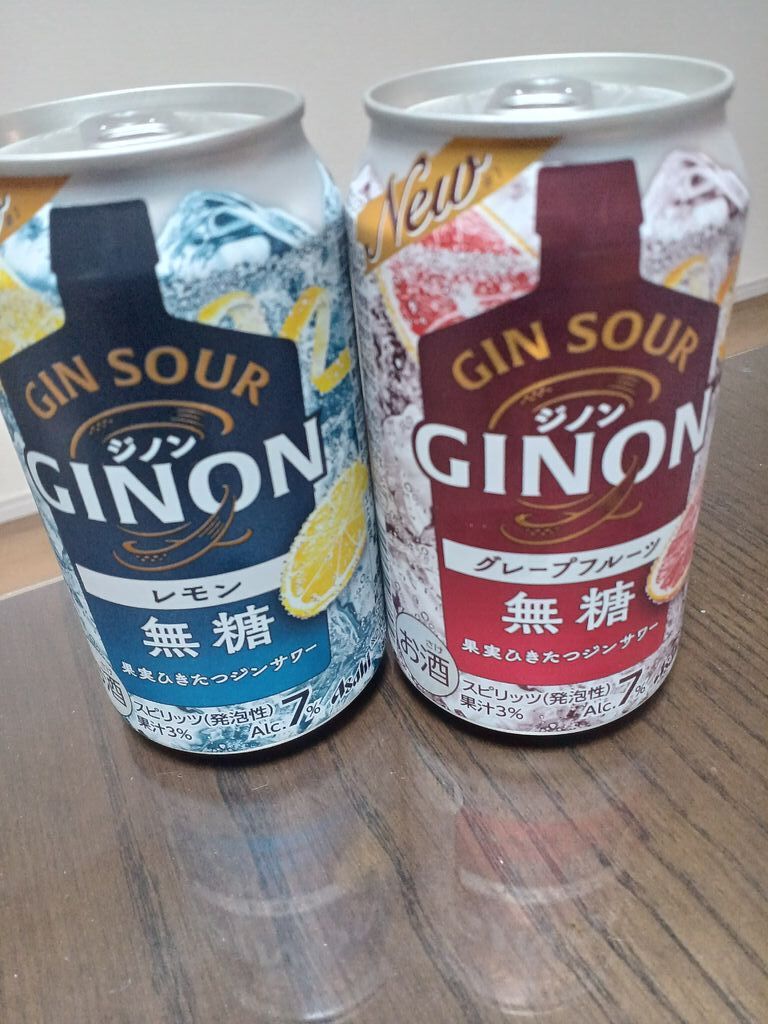 GIN SOUR
ジノン
GINON
レモン
無糖
果実ひきたつジンサワー
酒
スピリッツ(発泡性)
果汁3%
Alc. 7%
Asahi
New
GIN SOUR
ジノン
GINON
グレープフルーツ
無糖
果実ひきたつジンサワー
さけ
お酒
スピリッツ(発泡性)
果汁3%
Alc. 7%